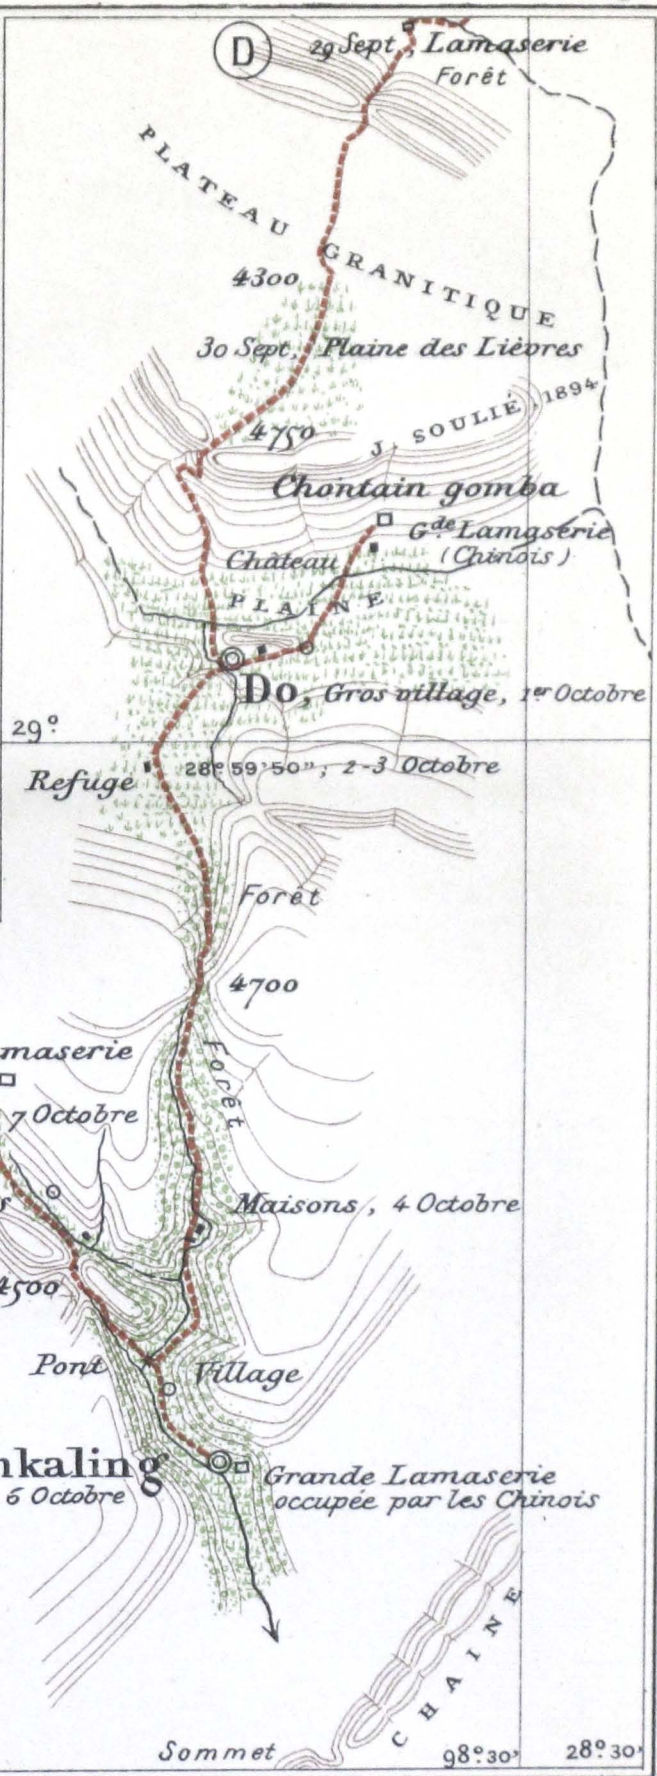 D
29 Sept., Lamaserie
Forêt
PLATEAU GRANITIQUE
4300
30 Sept., Plaine des Lièvres
4750
J. SOULIÉ, 1894
Chontain gomba
Gde Lamaserie
(Chinois)
Château
PLAINE
Do, Gros village, 1er Octobre
29°
28° 59' 50", 2-3 Octobre
Refuge
Forêt
4700
maserie
Forêt
7 Octobre
s
Maisons, 4 Octobre
4500
Pont
Village
nkaling
6 Octobre
Grande Lamaserie
occupée par les Chinois
CHAINE
Sommet
98°30'
28°30'